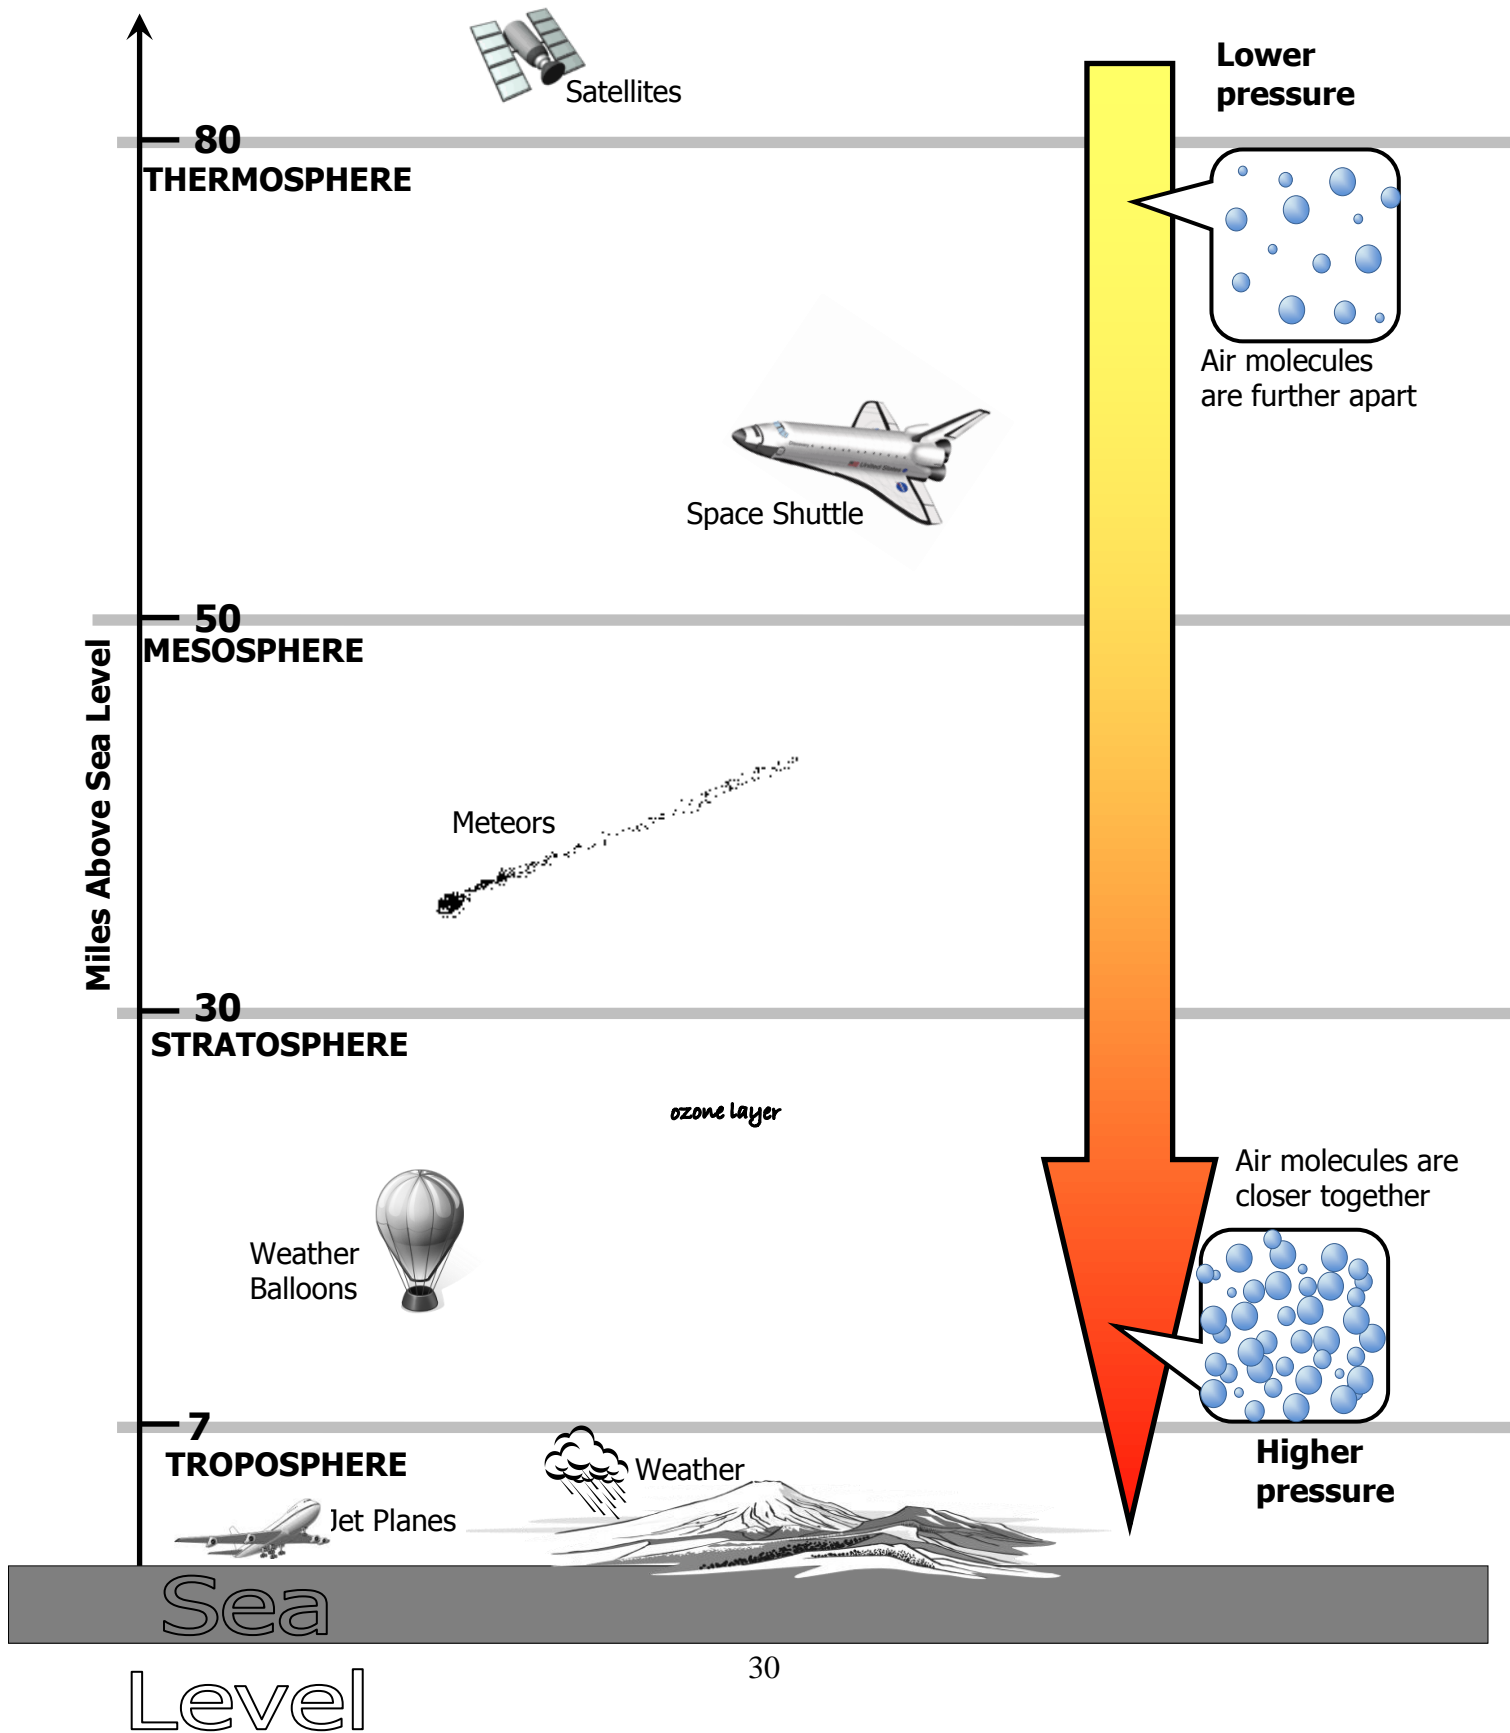 Satellites
Lower
pressure
80
THERMOSPHERE
Air molecules
are further apart
Space Shuttle
50
MESOSPHERE
Miles Above Sea Level
Meteors
30
STRATOSPHERE
ozone layer
Air molecules are
closer together
Weather
Balloons
7
TROPOSPHERE
Weather
Higher
pressure
Jet Planes
Sea
Level
30